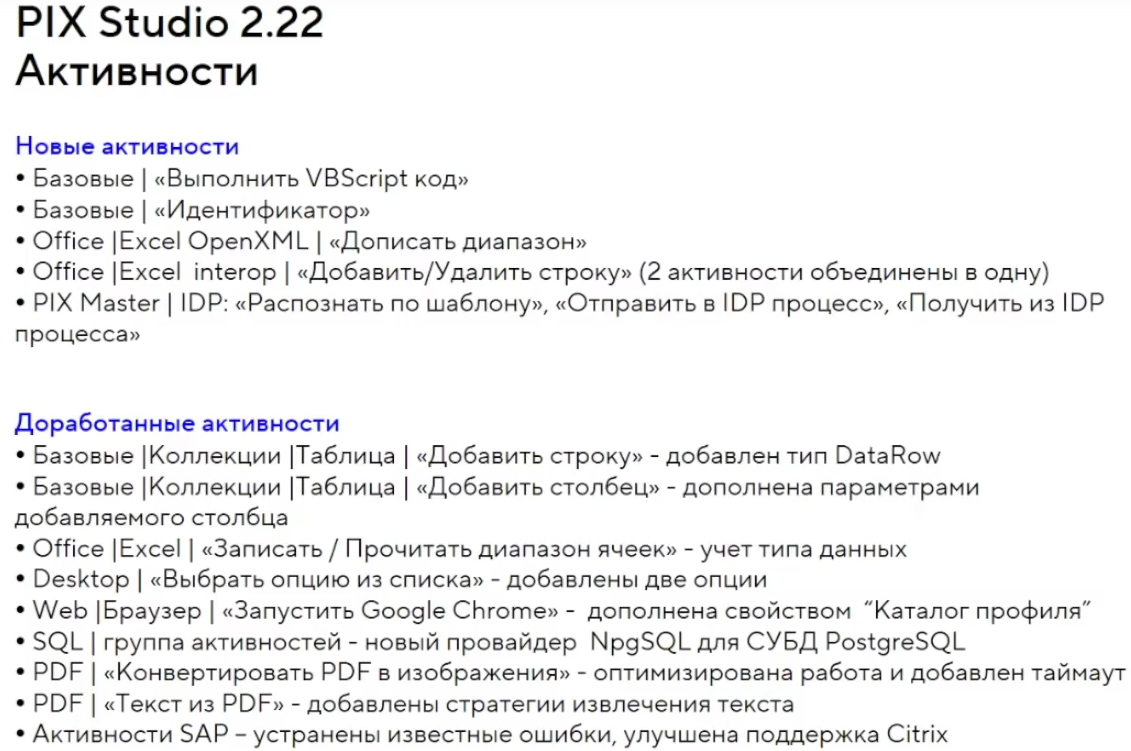 PIX Studio 2.22
Активности
Новые активности
• Базовые | «Выполнить VBScript код»
• Базовые | «Идентификатор»
• Office |Excel OpenXML | «Дописать диапазон»
• Office |Excel  interop | «Добавить/Удалить строку» (2 активности объединены в одну)
• PIX Master | IDP: «Распознать по шаблону», «Отправить в IDP процесс», «Получить из IDP
процесса»
Доработанные активности
• Базовые |Коллекции |Таблица | «Добавить строку» - добавлен тип DataRow
• Базовые |Коллекции |Таблица | «Добавить столбец» - дополнена параметрами
добавляемого столбца
• Office |Excel | «Записать / Прочитать диапазон ячеек» - учет типа данных
• Desktop | «Выбрать опцию из списка» - добавлены две опции
• Web |Браузер | «Запустить Google Chrome» -  дополнена свойством  “Каталог профиля”
• SQL | группа активностей - новый провайдер  NpgSQL для СУБД PostgreSQL
• PDF | «Конвертировать PDF в изображения» - оптимизирована работа и добавлен таймаут
• PDF | «Текст из PDF» - добавлены стратегии извлечения текста
• Активности SAP – устранены известные ошибки, улучшена поддержка Citrix